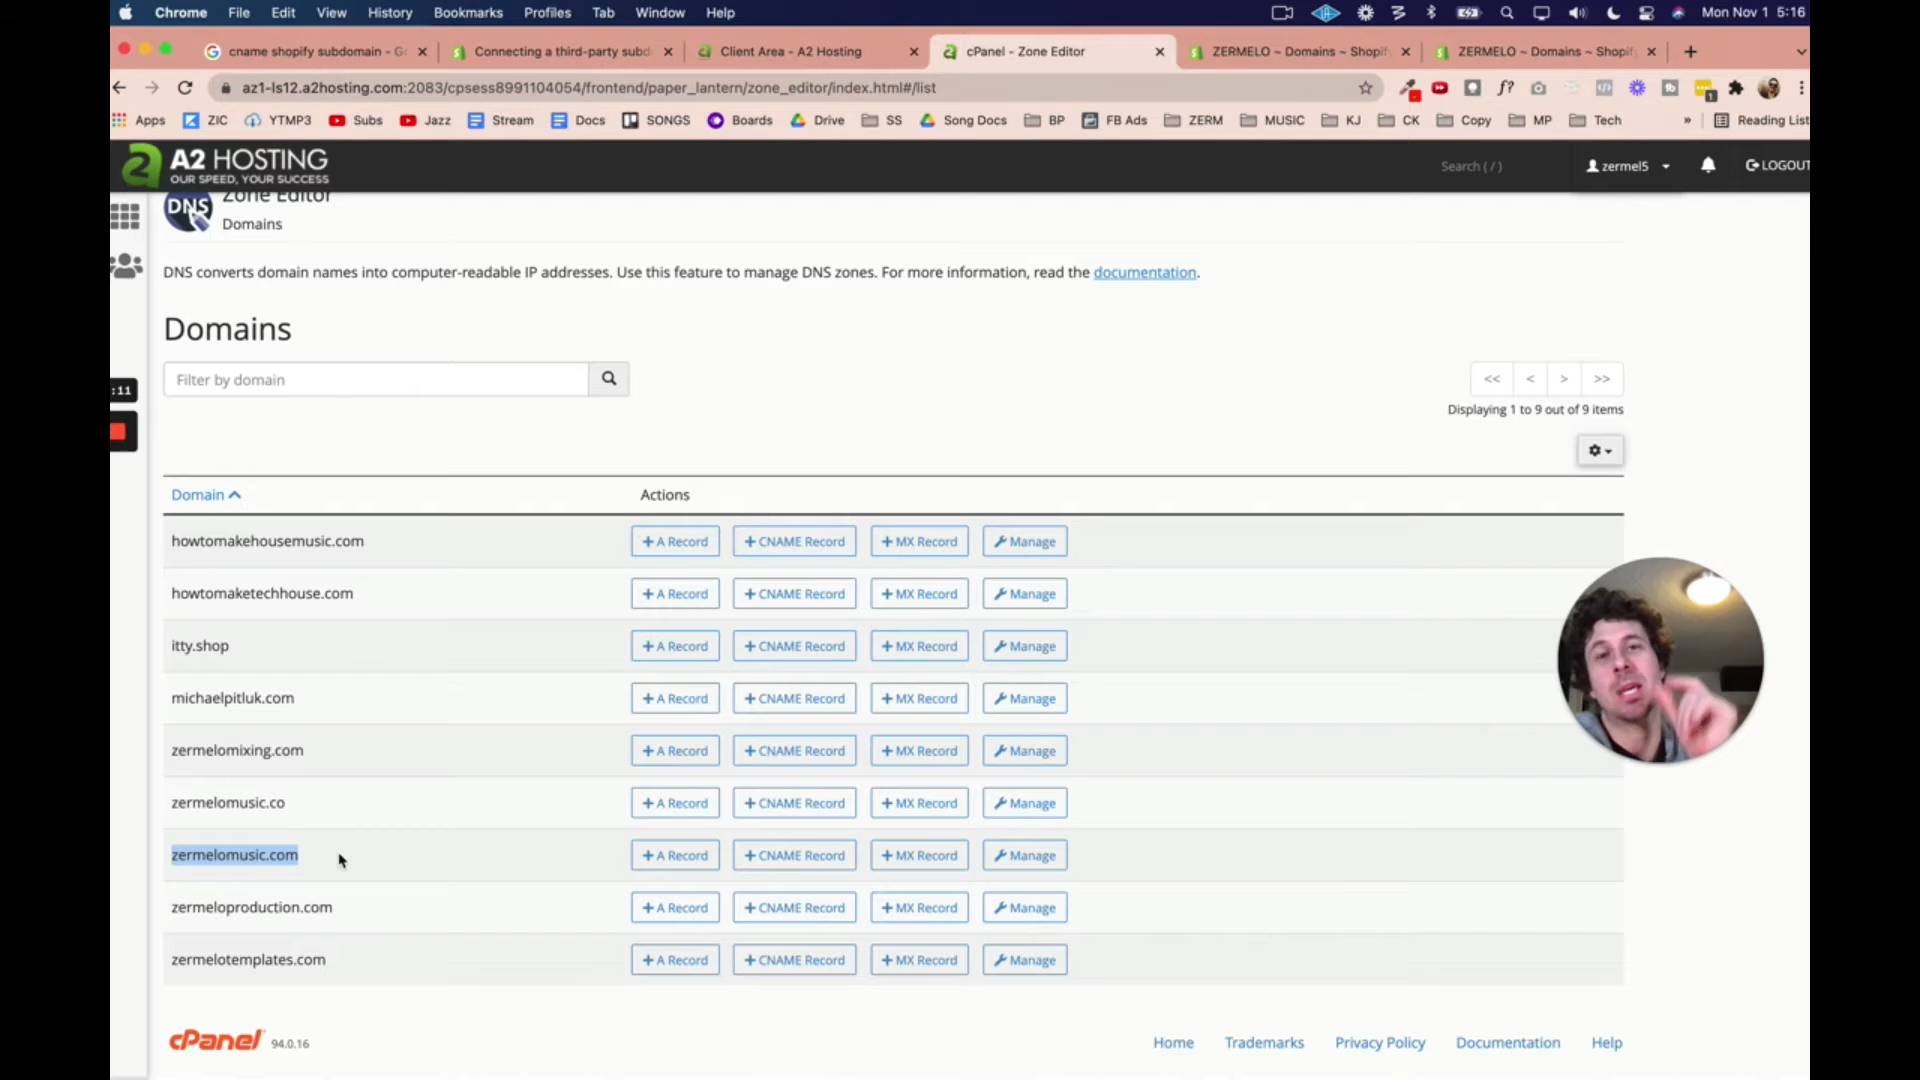 Chrome File Edit View History Bookmarks Profiles Tab Window Help Mon Nov 1 5:16
cname shopify subdomain - G Connecting a third-party subd Client Area - A2 Hosting cPanel - Zone Editor ZERMELO ~ Domains ~ Shopif ZERMELO ~ Domains ~ Shopif
az1-ls12.a2hosting.com:2083/cpsess8991104054/frontend/paper_lantern/zone_editor/index.html#/list f? 1
Apps ZIC YTMP3 Subs Jazz Stream Docs SONGS Boards Drive SS Song Docs BP FB Ads ZERM MUSIC KJ CK Copy MP Tech » Reading List
A2 HOSTING
OUR SPEED, YOUR SUCCESS
Search ( / ) zermel5 LOGOUT
DNS
Zone Editor
Domains
DNS converts domain names into computer-readable IP addresses. Use this feature to manage DNS zones. For more information, read the documentation.
Domains
Filter by domain
<< < > >>
:11
Displaying 1 to 9 out of 9 items
Domain Actions
howtomakehousemusic.com + A Record + CNAME Record + MX Record Manage
howtomaketechhouse.com + A Record + CNAME Record + MX Record Manage
itty.shop + A Record + CNAME Record + MX Record Manage
michaelpitluk.com + A Record + CNAME Record + MX Record Manage
zermelomixing.com + A Record + CNAME Record + MX Record Manage
zermelomusic.co + A Record + CNAME Record + MX Record Manage
zermelomusic.com + A Record + CNAME Record + MX Record Manage
zermeloproduction.com + A Record + CNAME Record + MX Record Manage
zermelotemplates.com + A Record + CNAME Record + MX Record Manage
cPanel 94.0.16
Home Trademarks Privacy Policy Documentation Help